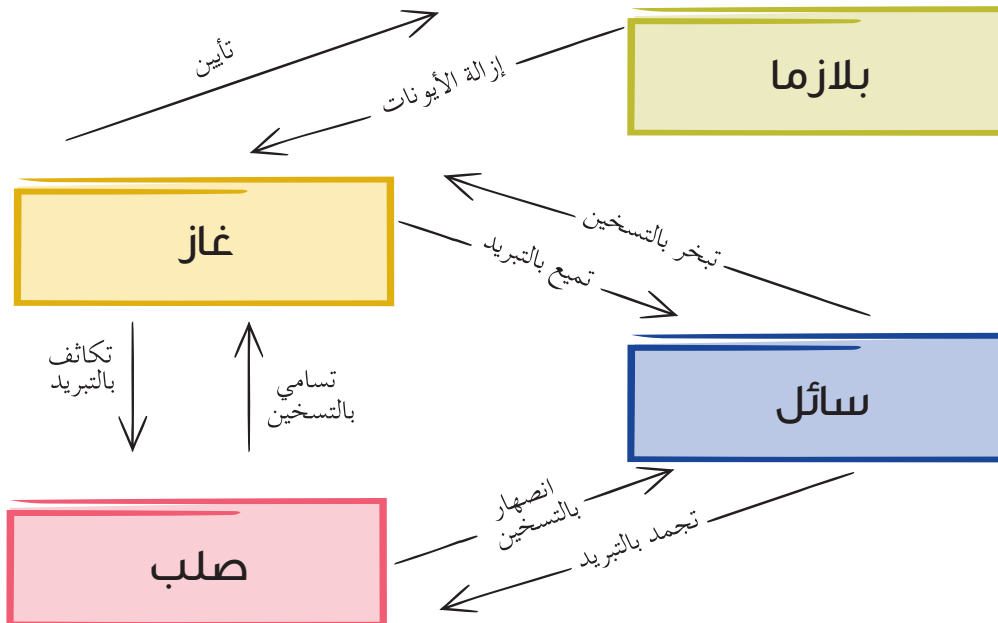 بلازما
تأيين
إزالة الأيونات
غاز
تبخر بالتسخين
تميع بالتبريد
سائل
تكاثف
بالتبريد
تسامي
بالتسخين
انصهار
بالتسخين
تجمد بالتبريد
صلب